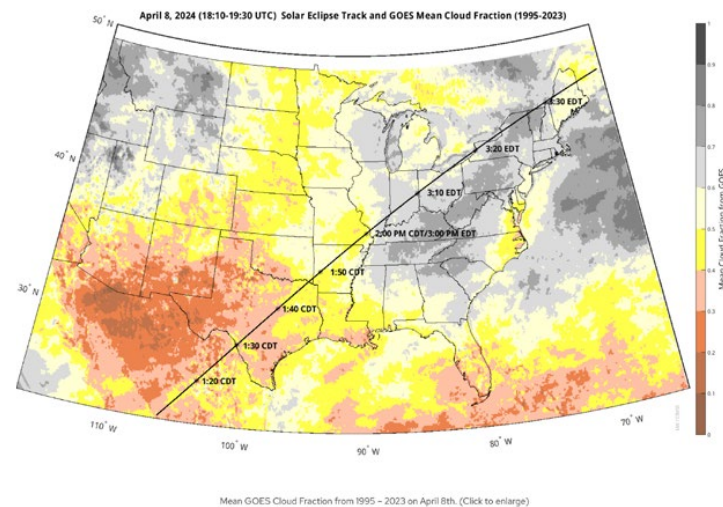 April 8, 2024 (18:10-19:30 UTC) Solar Eclipse Track and GOES Mean Cloud Fraction (1995-2023)
50° N
40° N
30° N
3:30 EDT
3:20 EDT
3:10 EDT
2:00 PM CDT/3:00 PM EDT
1:50 CDT
1:40 CDT
1:30 CDT
1:20 CDT
110° W
100° W
90° W
80° W
70° W
1
0.9
0.8
0.7
0.6
0.5
0.4
0.3
0.2
0.1
0
Mean Cloud Fraction from GOES
Mean GOES Cloud Fraction from 1995 – 2023 on April 8th. (Click to enlarge)